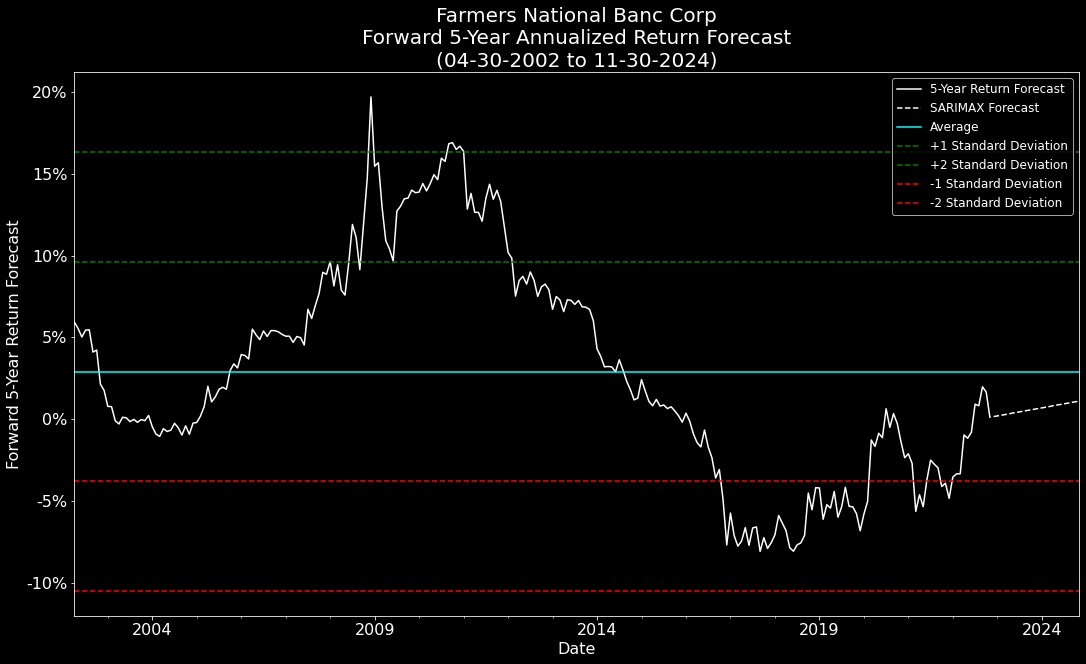 Farmers National Banc Corp
Forward 5-Year Annualized Return Forecast
(04-30-2002 to 11-30-2024)
5-Year Return Forecast
SARIMAX Forecast
Average
+1 Standard Deviation
+2 Standard Deviation
-1 Standard Deviation
-2 Standard Deviation
Forward 5-Year Return Forecast
20%
15%
10%
5%
0%
-5%
-10%
2004
2009
2014
2019
2024
Date